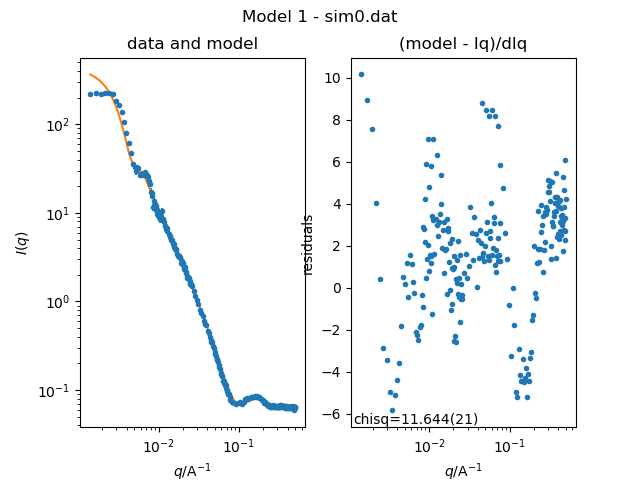 Model 1 - sim0.dat
data and model
(model - Iq)/dIq
10²
10¹
10⁰
10⁻¹
I(q)
10⁻²
10⁻¹
q/A⁻¹
10
8
6
4
2
0
−2
−4
−6
residuals
chisq=11.644(21)
10⁻²
10⁻¹
q/A⁻¹